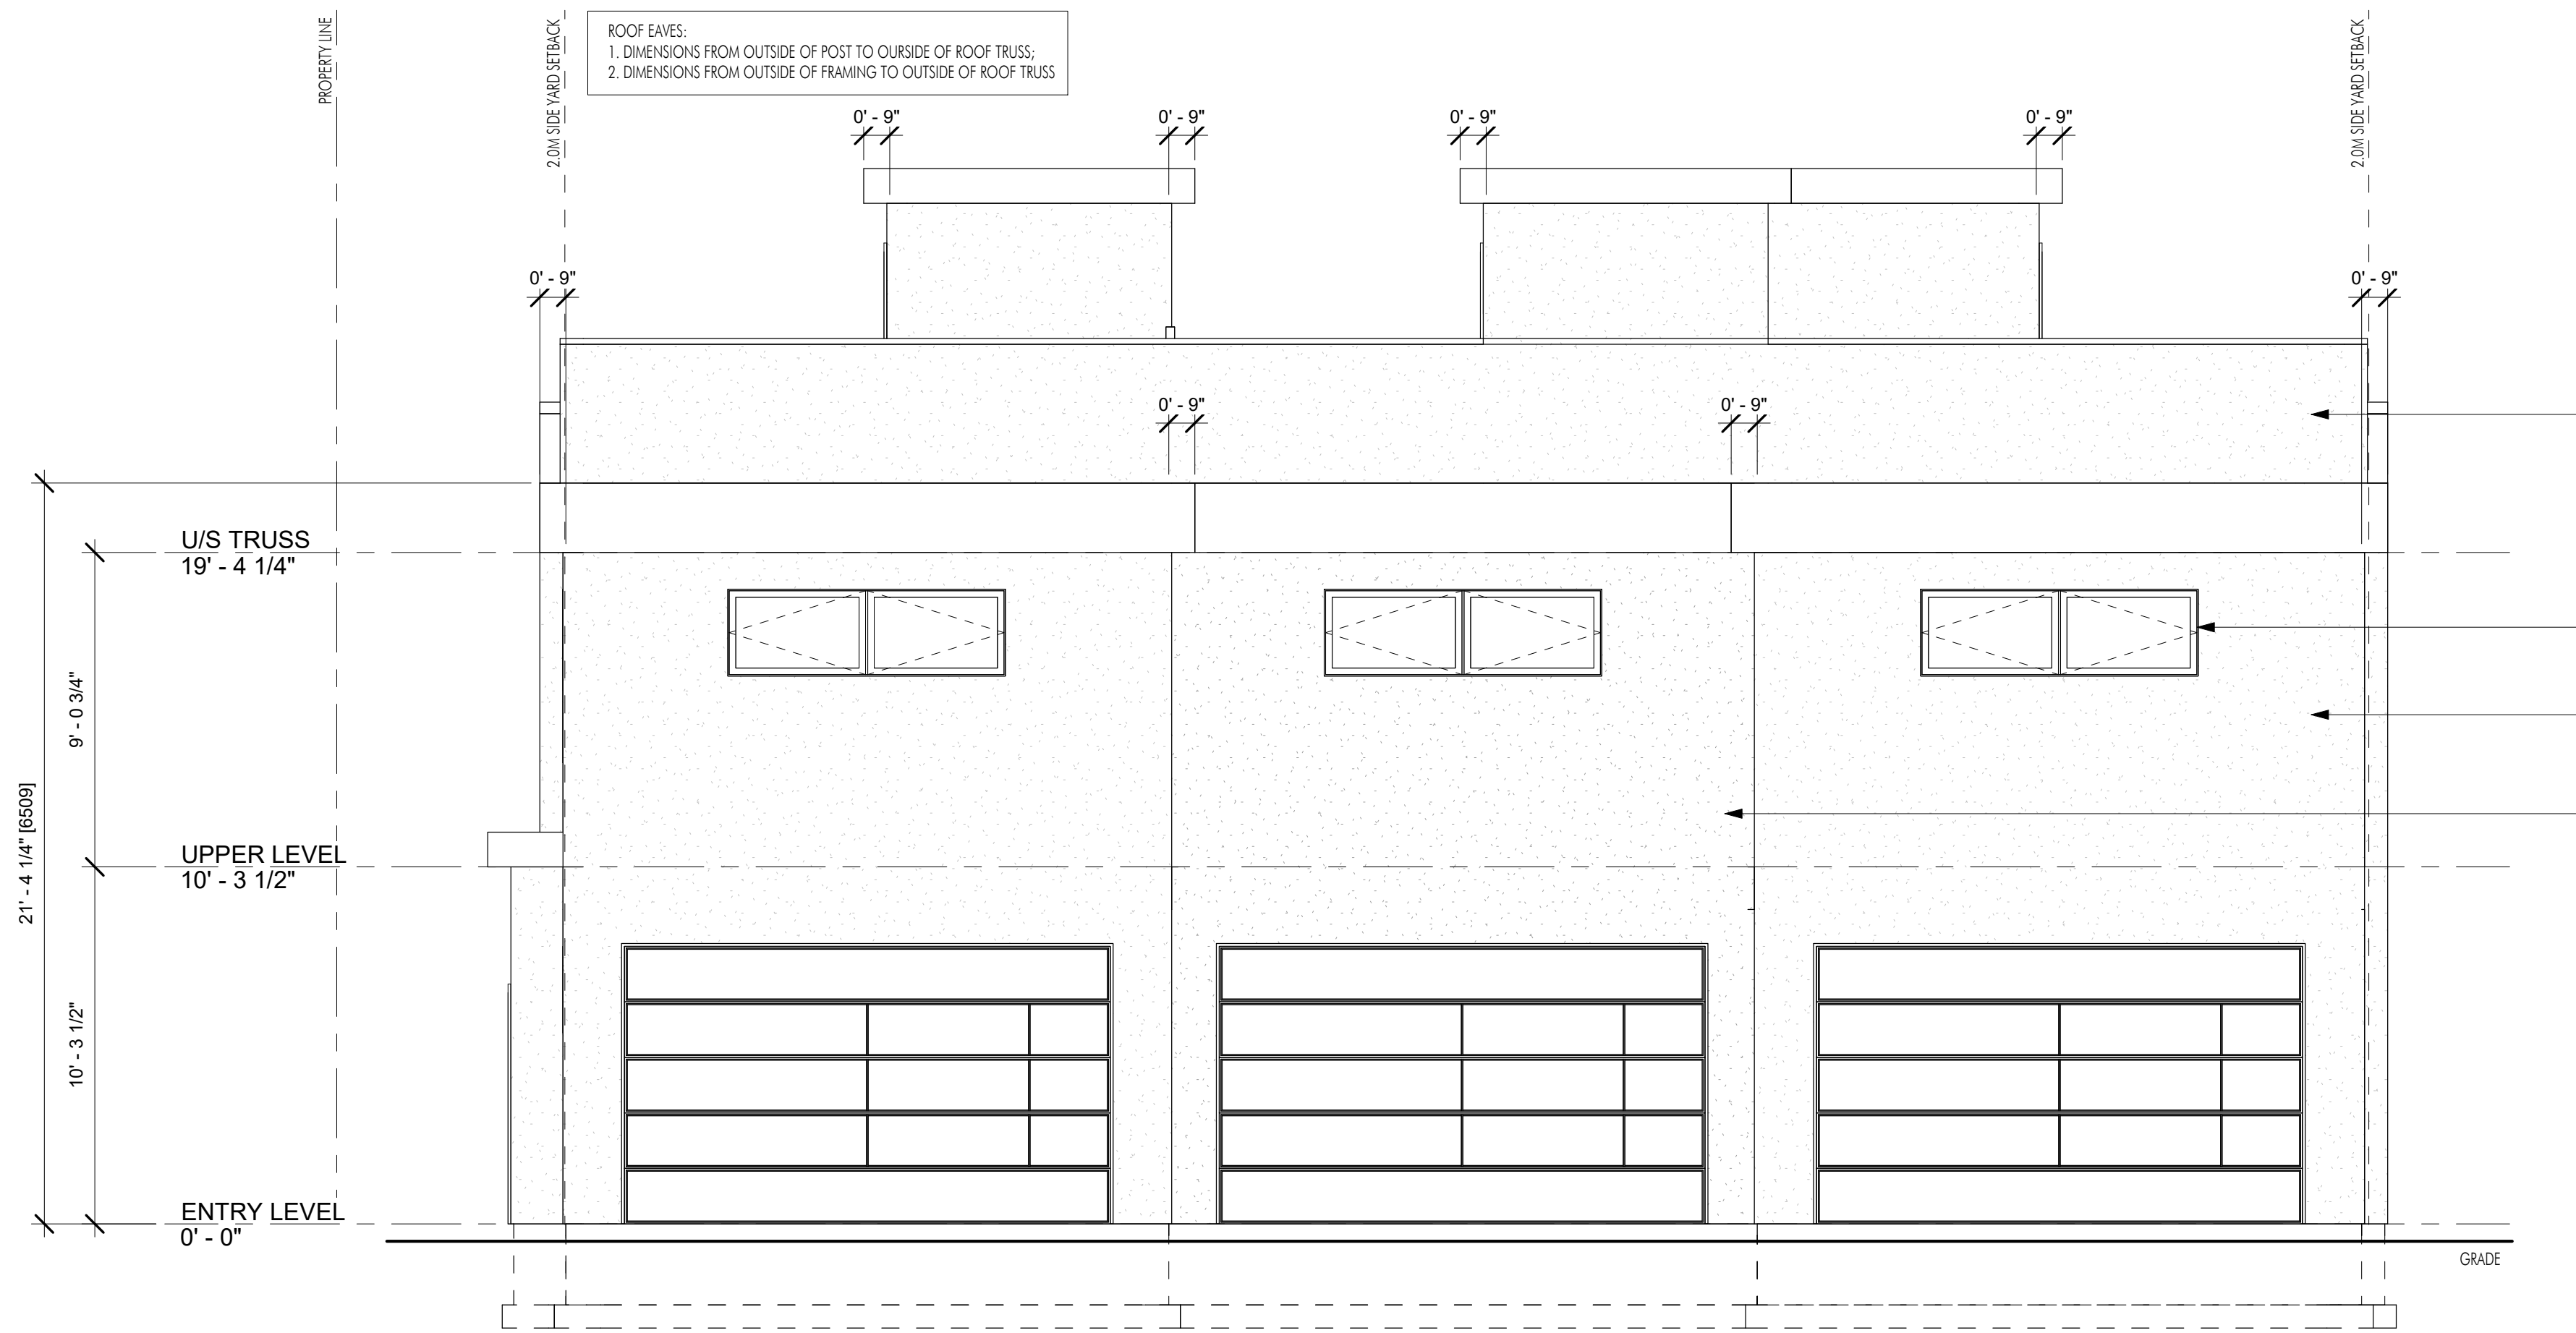 PROPERTY LINE
2.0M SIDE YARD SETBACK
ROOF EAVES:
1. DIMENSIONS FROM OUTSIDE OF POST TO OURSIDE OF ROOF TRUSS;
2. DIMENSIONS FROM OUTSIDE OF FRAMING TO OUTSIDE OF ROOF TRUSS
2.0M SIDE YARD SETBACK
0' - 9"
0' - 9"
0' - 9"
0' - 9"
0' - 9"
0' - 9"
0' - 9"
0' - 9"
U/S TRUSS
19' - 4 1/4"
9' - 0 3/4"
21' - 4 1/4" [6509]
UPPER LEVEL
10' - 3 1/2"
10' - 3 1/2"
ENTRY LEVEL
0' - 0"
GRADE